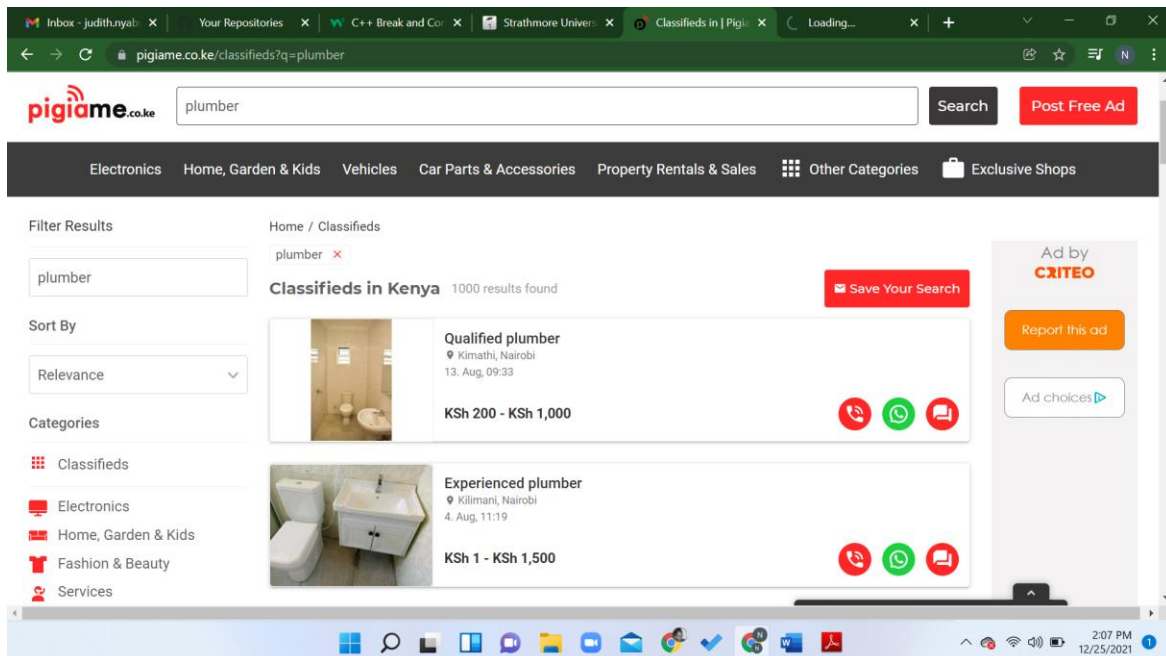 Inbox - judith.nyab
Your Repositories
C++ Break and Con
Strathmore Univers
Classifieds in | Pigia
Loading...
pigiame.co.ke/classifieds?q=plumber
N
pigiame.co.ke
plumber
Search
Post Free Ad
Electronics
Home, Garden & Kids
Vehicles
Car Parts & Accessories
Property Rentals & Sales
Other Categories
Exclusive Shops
Filter Results
plumber
Sort By
Relevance
Categories
Classifieds
Electronics
Home, Garden & Kids
Fashion & Beauty
Services
Home / Classifieds
plumber
Classifieds in Kenya 1000 results found
Save Your Search
Qualified plumber
Kimathi, Nairobi
13. Aug, 09:33
KSh 200 - KSh 1,000
Experienced plumber
Kilimani, Nairobi
4. Aug, 11:19
KSh 1 - KSh 1,500
Ad by
CRITEO
Report this ad
Ad choices
2:07 PM
12/25/2021
1